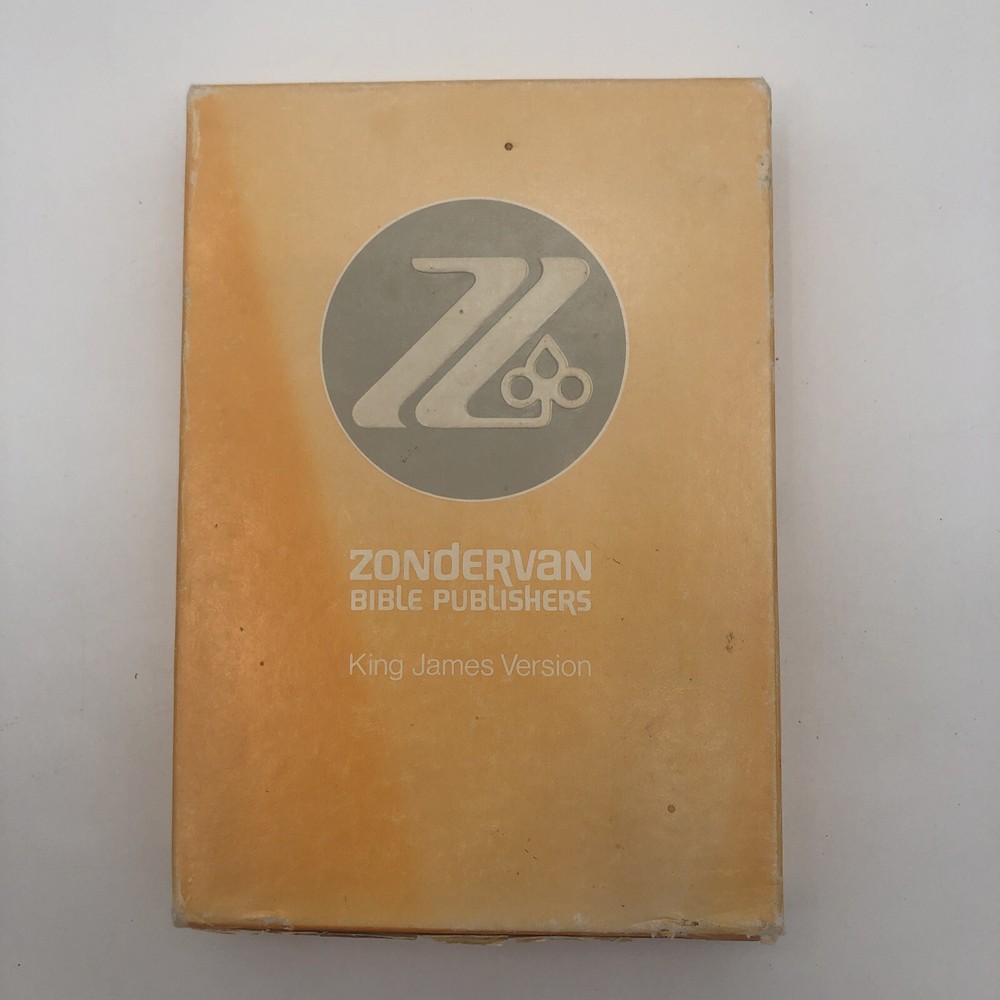 Z
ZONDERVAN
BIBLE PUBLISHERS
King James Version